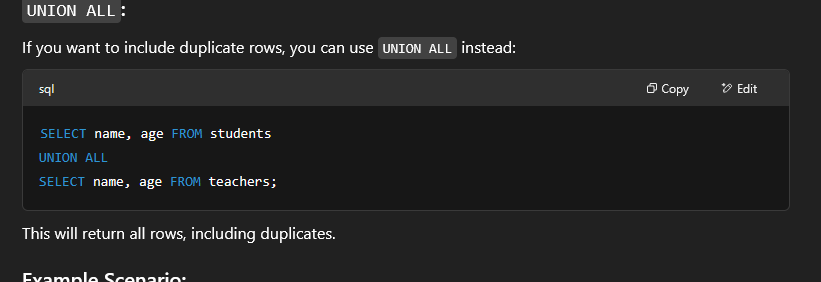 UNION ALL:
If you want to include duplicate rows, you can use UNION ALL instead:
sql
Copy
Edit
SELECT name, age FROM students
UNION ALL
SELECT name, age FROM teachers;
This will return all rows, including duplicates.
Example Scenario: